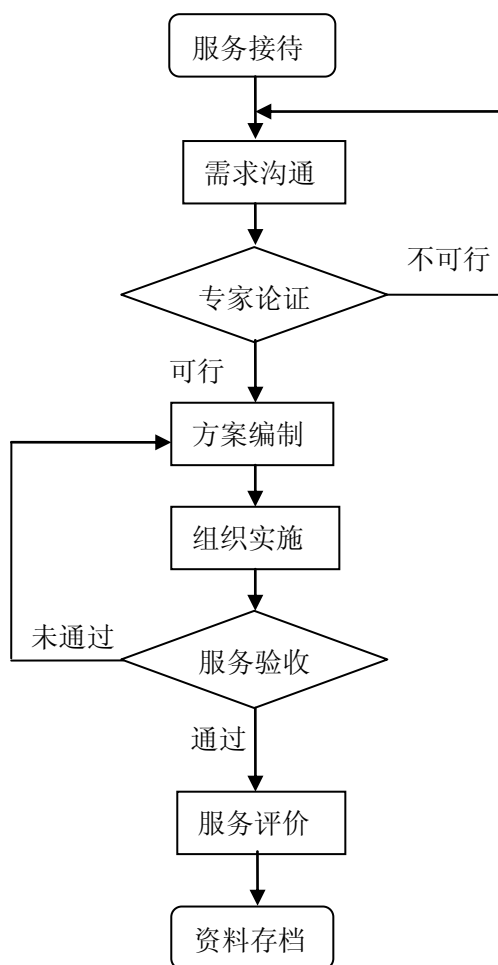 服务接待
需求沟通
不可行
专家论证
可行
方案编制
组织实施
未通过
服务验收
通过
服务评价
资料存档